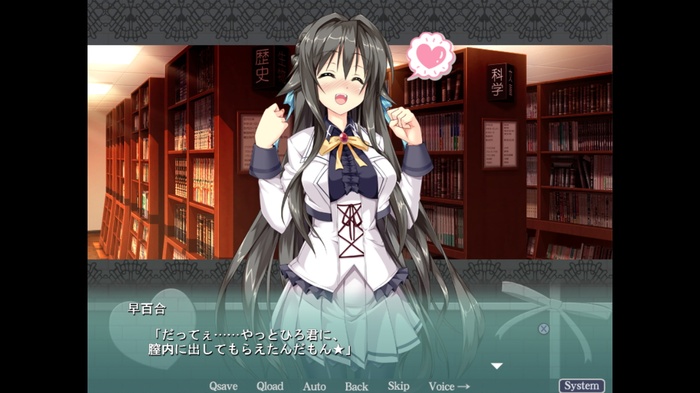 歴史
科学
早百合
「だってぇ……やっとひろ君に、
膣内に出してもらえたんだもん★」
Qsave Qload Auto Back Skip Voice→ System